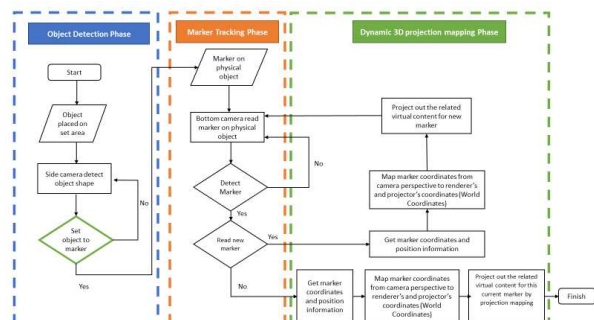 Object Detection Phase
Marker Tracking Phase
Dynamic 3D projection mapping Phase
Start
Object
placed on
set area
Side camera detect
object shape
No
Set
object to
marker
Yes
Marker on
physical
object
Bottom camera read
marker on physical
object
No
Detect
Marker
Yes
Read new
marker
Yes
No
Project out the related
virtual content for new
marker
Map marker coordinates from
camera perspective to renderer's
and projector's coordinates (World
Coordinates)
Get marker coordinates and
position information
Get marker
coordinates
and position
information
Map marker coordinates
from camera perspective to
renderer's and projector's
coordinates (World
Coordinates)
Project out the related
virtual content for this
current marker by
projection mapping
Finish